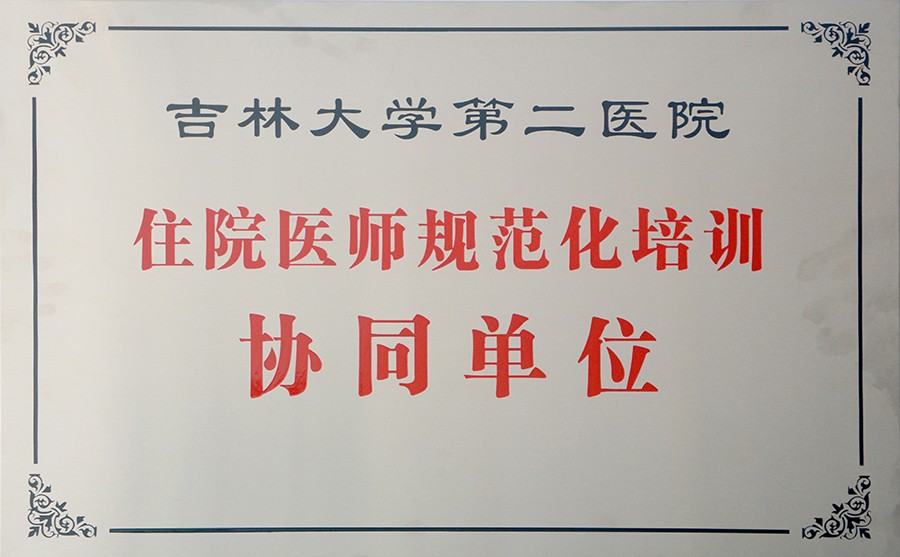 吉林大学第二医院
住院医师规范化培训
协同单位